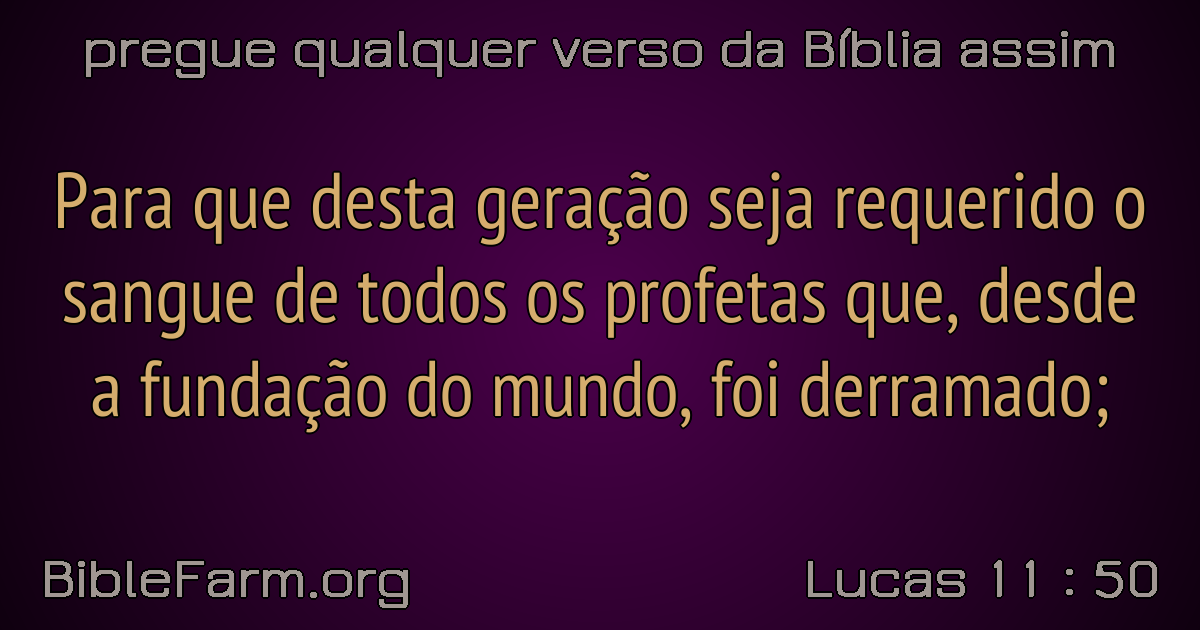 pregue qualquer verso da Bíblia assim
Para que desta geração seja requerido o
sangue de todos os profetas que, desde
a fundação do mundo, foi derramado;
BibleFarm.org
Lucas 11 : 50